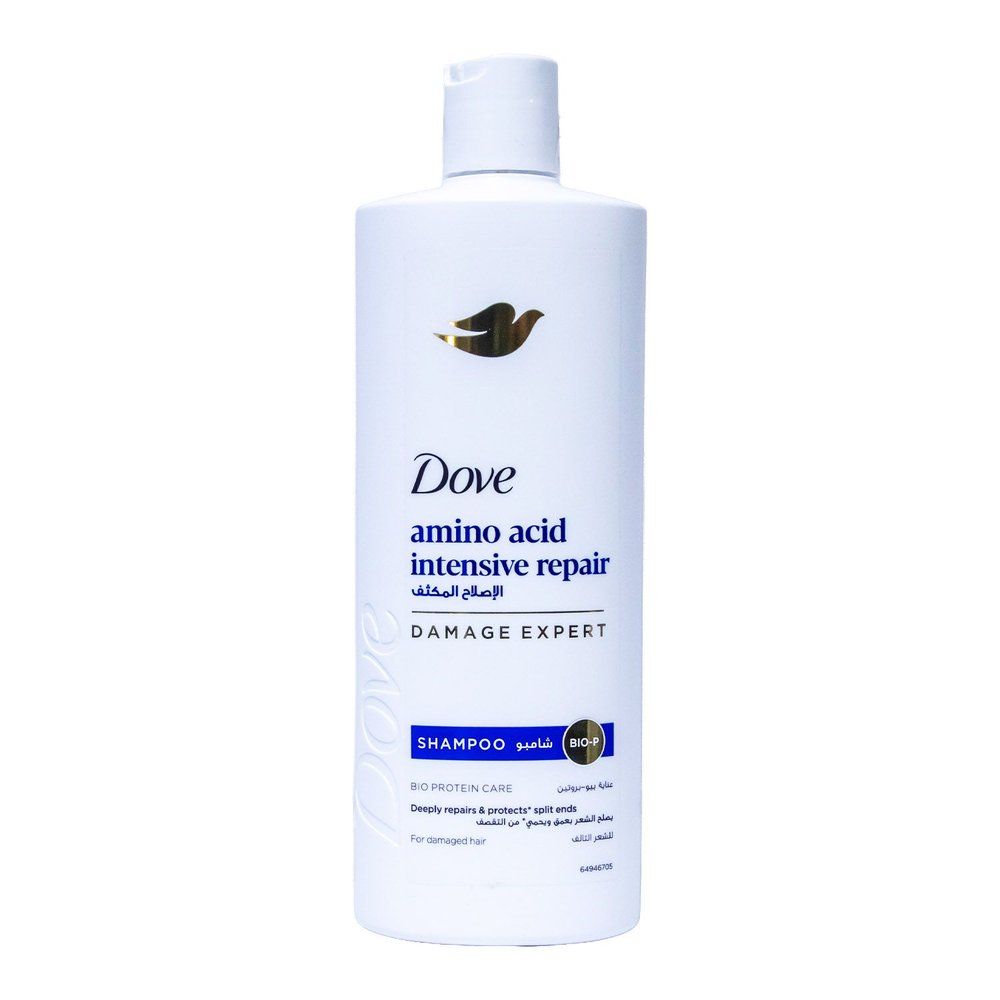 Dove
amino acid
intensive repair
الإصلاح المكثف
DAMAGE EXPERT
Dove
SHAMPOO شامبو BIO-P
BIO PROTEIN CARE عناية بيو-بروتين
Deeply repairs & protects* split ends
يصلح الشعر بعمق ويحمي* من التقصف
For damaged hair للشعر التالف
64946705